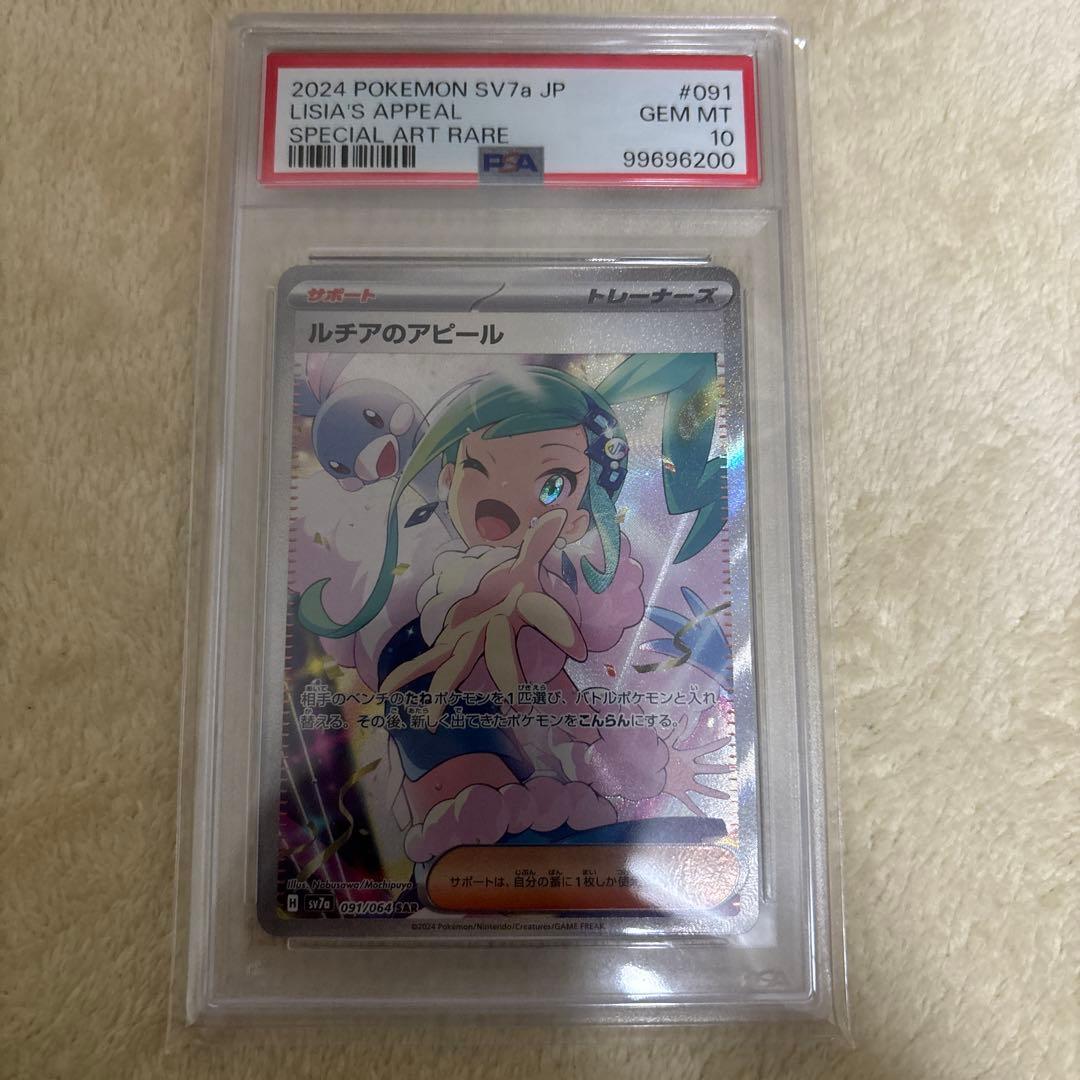 2024 POKEMON SV7a JP #091
LISIA'S APPEAL GEM MT
SPECIAL ART RARE 10
PSA 99696200
サポート トレーナーズ
ルチアのアピール
相手のベンチのたねポケモンを1匹選び、バトルポケモンと入れ
替える。その後、新しく出てきたポケモンをこんらんにする。
サポートは、自分の番に1枚しか使
Illus. Nobusawa/Mochipuyo
H sv7a 091/064 SAR
©2024 Pokémon/Nintendo/Creatures/GAME FREAK